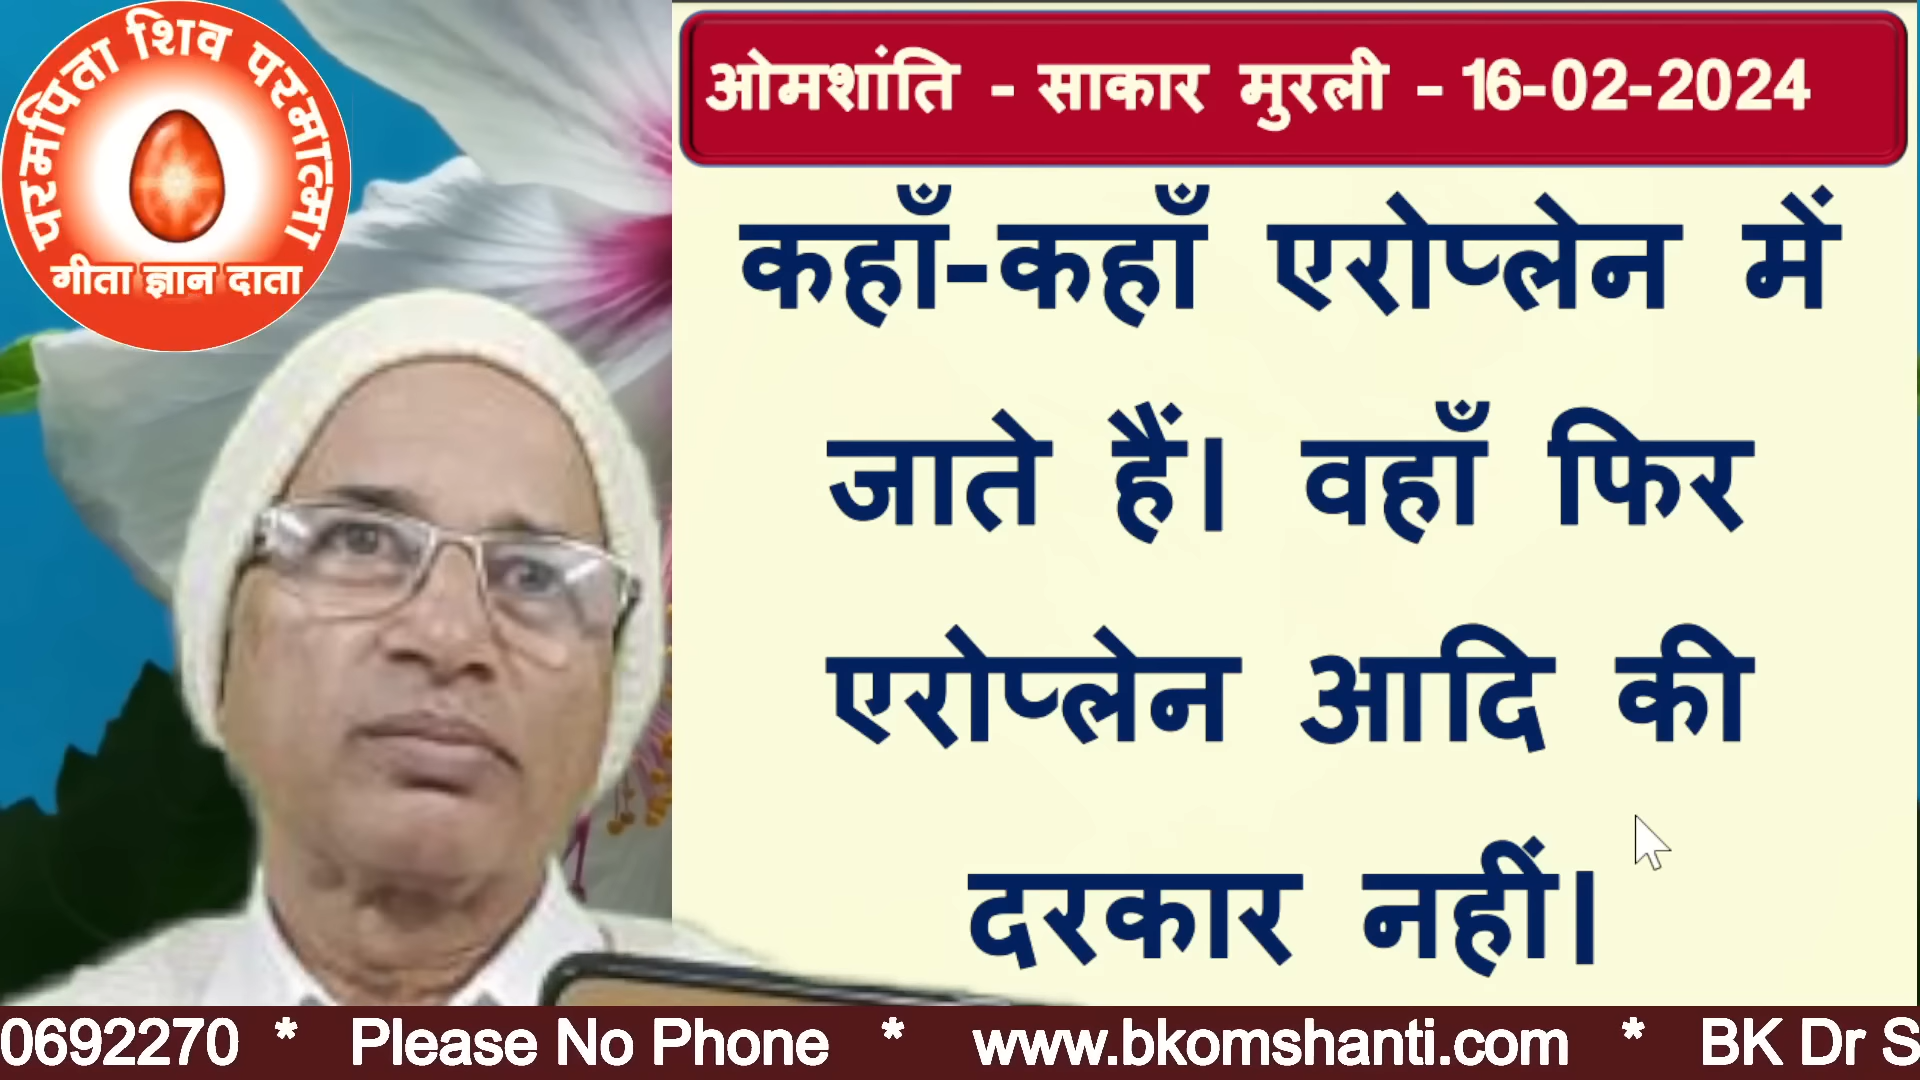 परमपिता शिव परमात्मा
गीता ज्ञान दाता
ओमशांति - साकार मुरली - 16-02-2024
कहाँ-कहाँ एरोप्लेन में
जाते हैं। वहाँ फिर
एरोप्लेन आदि की
दरकार नहीं।
0692270 * Please No Phone * www.bkomshanti.com * BK Dr S